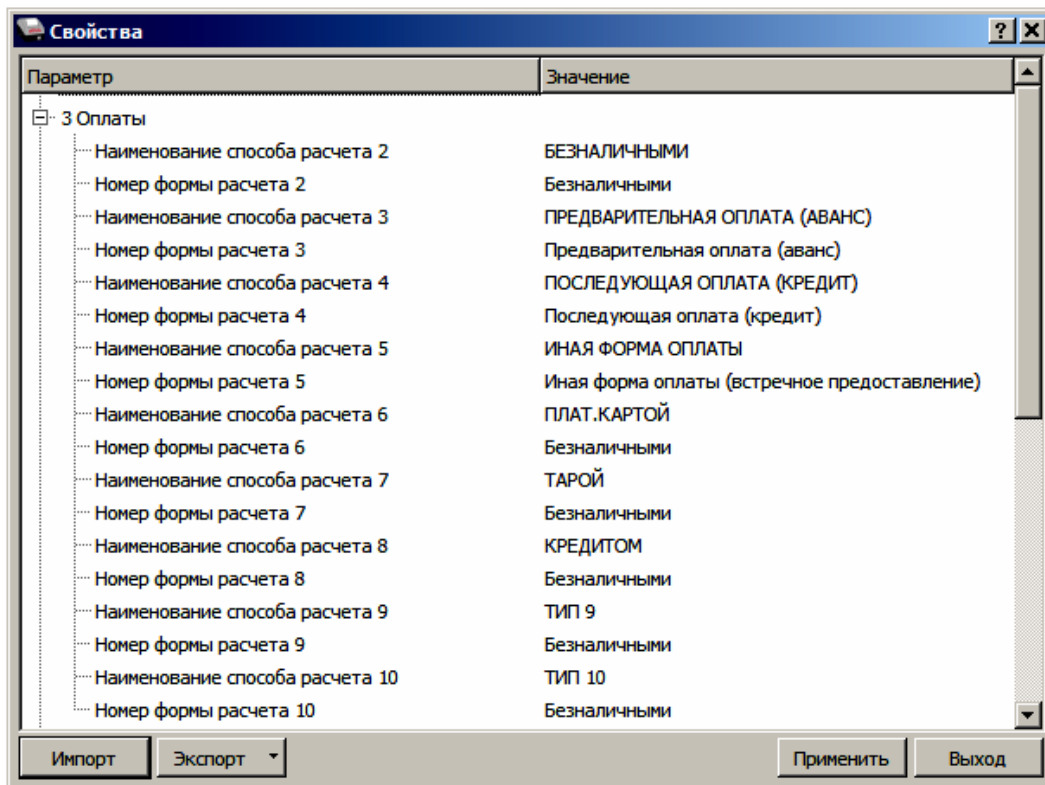 Свойства
Параметр Значение
3 Оплаты
Наименование способа расчета 2 БЕЗНАЛИЧНЫМИ
Номер формы расчета 2 Безналичными
Наименование способа расчета 3 ПРЕДВАРИТЕЛЬНАЯ ОПЛАТА (АВАНС)
Номер формы расчета 3 Предварительная оплата (аванс)
Наименование способа расчета 4 ПОСЛЕДУЮЩАЯ ОПЛАТА (КРЕДИТ)
Номер формы расчета 4 Последующая оплата (кредит)
Наименование способа расчета 5 ИНАЯ ФОРМА ОПЛАТЫ
Номер формы расчета 5 Иная форма оплаты (встречное предоставление)
Наименование способа расчета 6 ПЛАТ.КАРТОЙ
Номер формы расчета 6 Безналичными
Наименование способа расчета 7 ТАРОЙ
Номер формы расчета 7 Безналичными
Наименование способа расчета 8 КРЕДИТОМ
Номер формы расчета 8 Безналичными
Наименование способа расчета 9 ТИП 9
Номер формы расчета 9 Безналичными
Наименование способа расчета 10 ТИП 10
Номер формы расчета 10 Безналичными
Импорт Экспорт Применить Выход